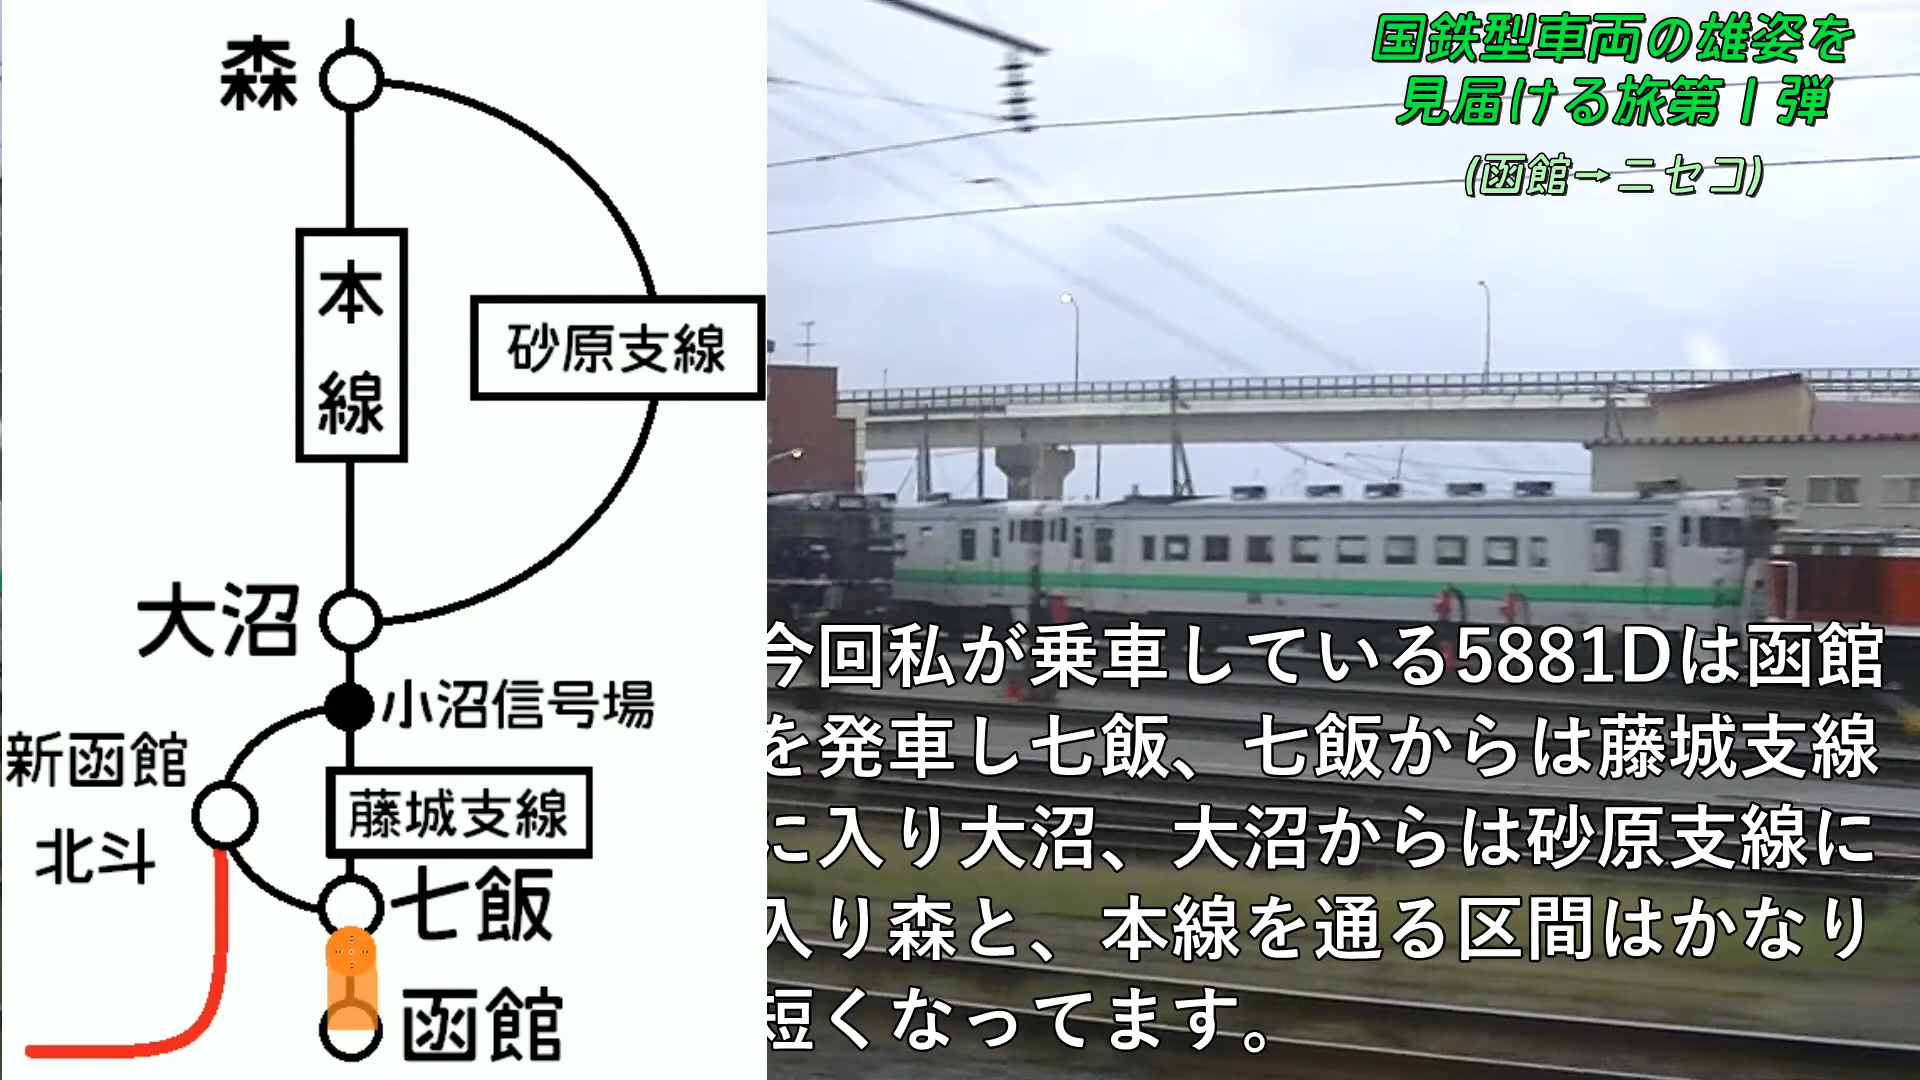 森
本線
砂原支線
大沼
小沼信号場
新函館
北斗
藤城支線
七飯
函館
国鉄型車両の雄姿を
見届ける旅第1弾
(函館→ニセコ)
今回私が乗車している5881Dは函館
を発車し七飯、七飯からは藤城支線
に入り大沼、大沼からは砂原支線に
入り森と、本線を通る区間はかなり
短くなってます。